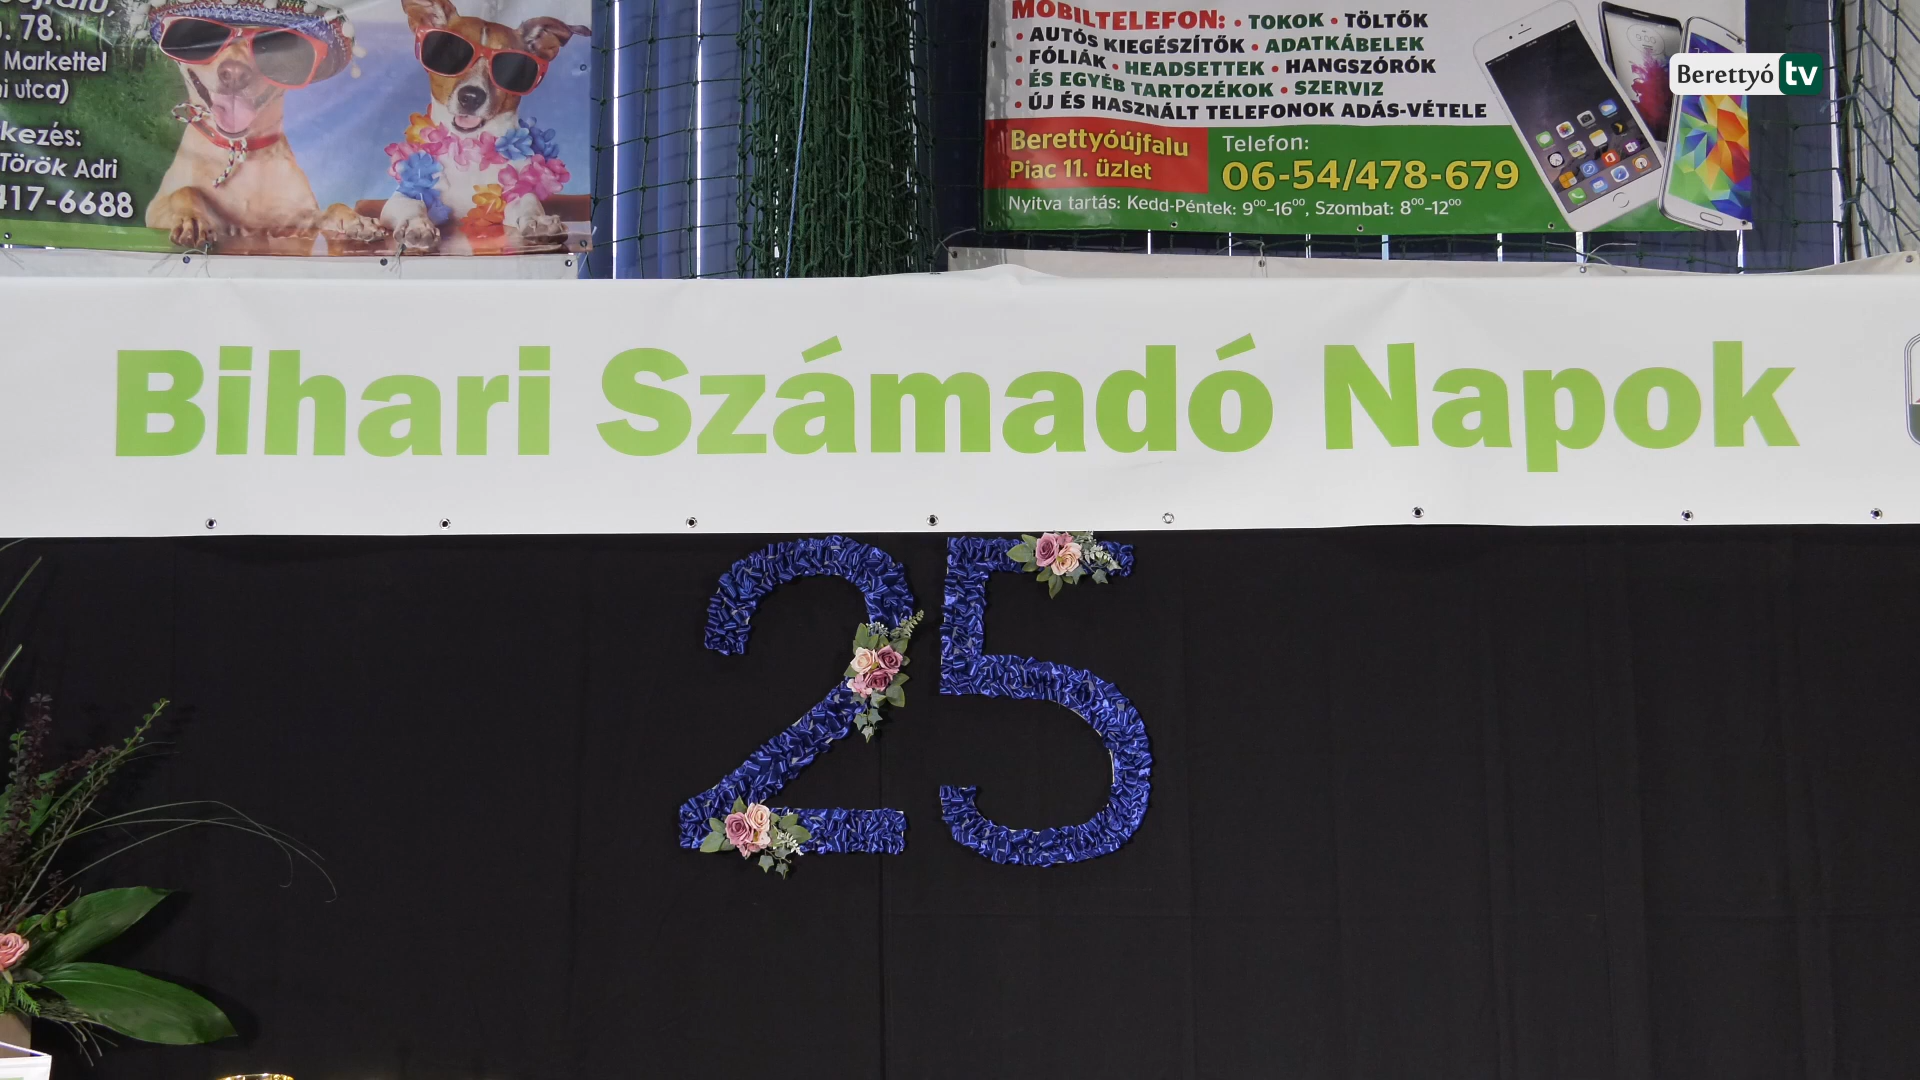 . 78.
Markettel
i utca)
kezés:
Török Adri
417-6688
MOBILTELEFON: • TOKOK • TÖLTŐK
• AUTÓS KIEGÉSZÍTŐK • ADATKÁBELEK
• FÓLIÁK • HEADSETTEK • HANGSZÓRÓK
• ÉS EGYÉB TARTOZÉKOK • SZERVIZ
• ÚJ ÉS HASZNÁLT TELEFONOK ADÁS-VÉTELE
Berettyóújfalu
Piac 11. üzlet
Telefon:
06-54/478-679
Nyitva tartás: Kedd-Péntek: 9⁰⁰-16⁰⁰, Szombat: 8⁰⁰-12⁰⁰
Berettyó tv
Bihari Számadó Napok
25